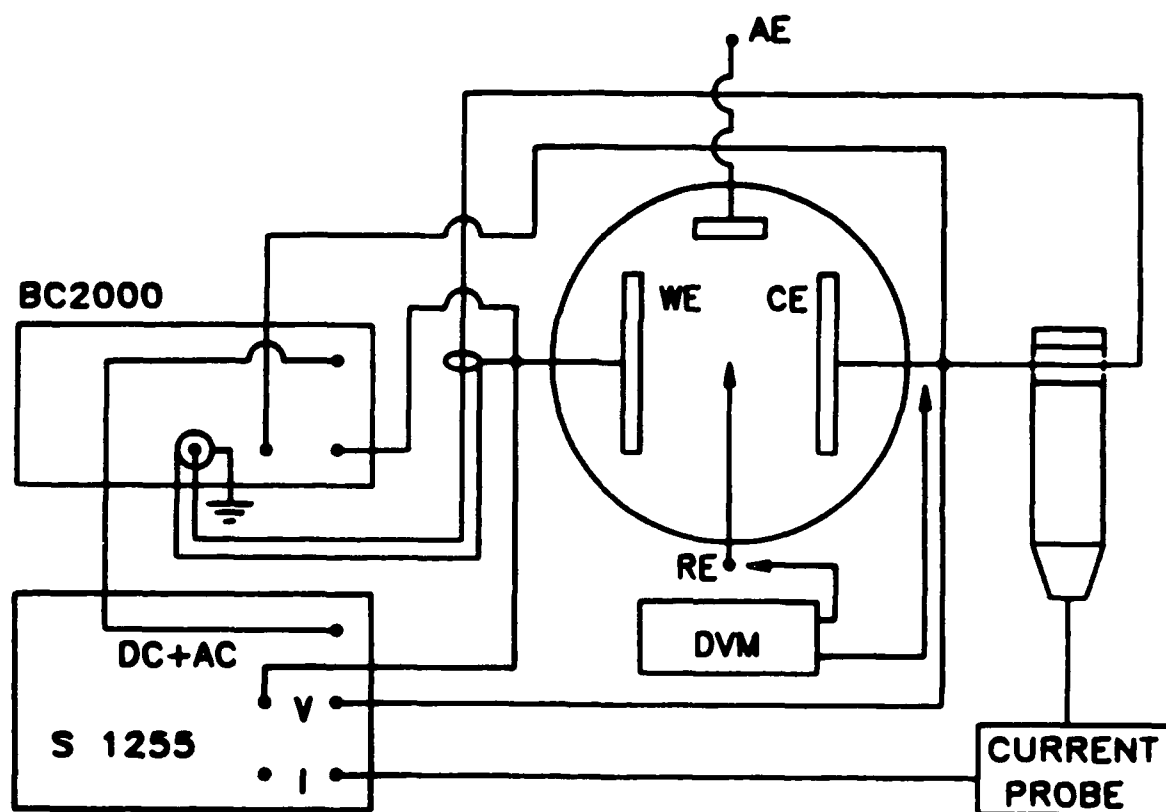 AE
BC2000
WE
CE
RE
DVM
DC+AC
V
S 1255
I
CURRENT
PROBE